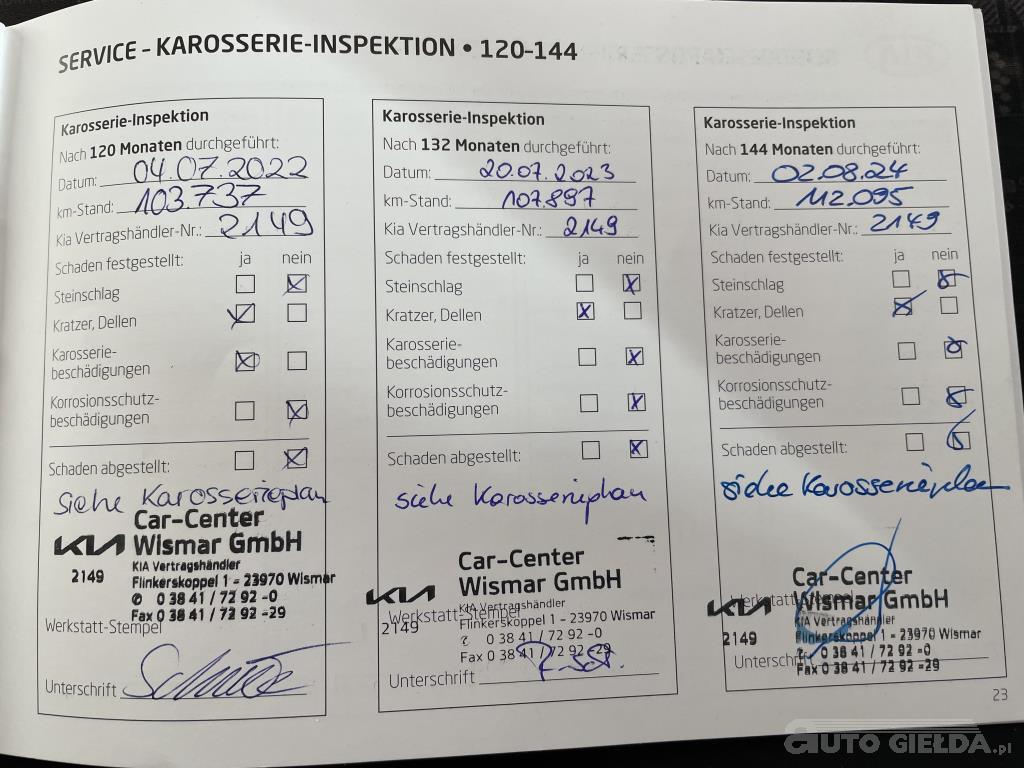 SERVICE – KAROSSERIE-INSPEKTION • 120-144
Karosserie-Inspektion
Nach 120 Monaten durchgeführt:
Datum: 04.07.2022
km-Stand: 103.737
Kia Vertragshändler-Nr.: 2149
Schaden festgestellt: ja nein
Steinschlag
Kratzer, Dellen
Karosserie-
beschädigungen
Korrosionsschutz-
beschädigungen
Schaden abgestellt:
siehe Karosserieplan
Car-Center
KIA Wismar GmbH
KIA Vertragshändler
2149 Flinkerskoppel 1 - 23970 Wismar
✆ 0 38 41 / 72 92 -0
Fax 0 38 41 / 72 92 -29
Werkstatt-Stempel
Unterschrift
Karosserie-Inspektion
Nach 132 Monaten durchgeführt:
Datum: 20.07.2023
km-Stand: 107.897
Kia Vertragshändler-Nr.: 2149
Schaden festgestellt: ja nein
Steinschlag
Kratzer, Dellen
Karosserie-
beschädigungen
Korrosionsschutz-
beschädigungen
Schaden abgestellt:
siehe Karosserieplan
Car-Center
KIA Wismar GmbH
KIA Vertragshändler
Werkstatt-Stempel
2149 Flinkerskoppel 1 - 23970 Wismar
✆ 0 38 41 / 72 92 -0
Fax 0 38 41 / 72 92 -29
Unterschrift
Karosserie-Inspektion
Nach 144 Monaten durchgeführt:
Datum: 02.08.24
km-Stand: 112.095
Kia Vertragshändler-Nr.: 2149
Schaden festgestellt: ja nein
Steinschlag
Kratzer, Dellen
Karosserie-
beschädigungen
Korrosionsschutz-
beschädigungen
Schaden abgestellt:
siehe Karosserieplan
Car-Center
KIA Wismar GmbH
Werkstatt-Stempel
KIA Vertragshändler
2149 Flinkerskoppel 1 - 23970 Wismar
✆ 0 38 41 / 72 92 -0
Fax 0 38 41 / 72 92 -29
Unterschrift
23
AUTO GIEŁDA.pl